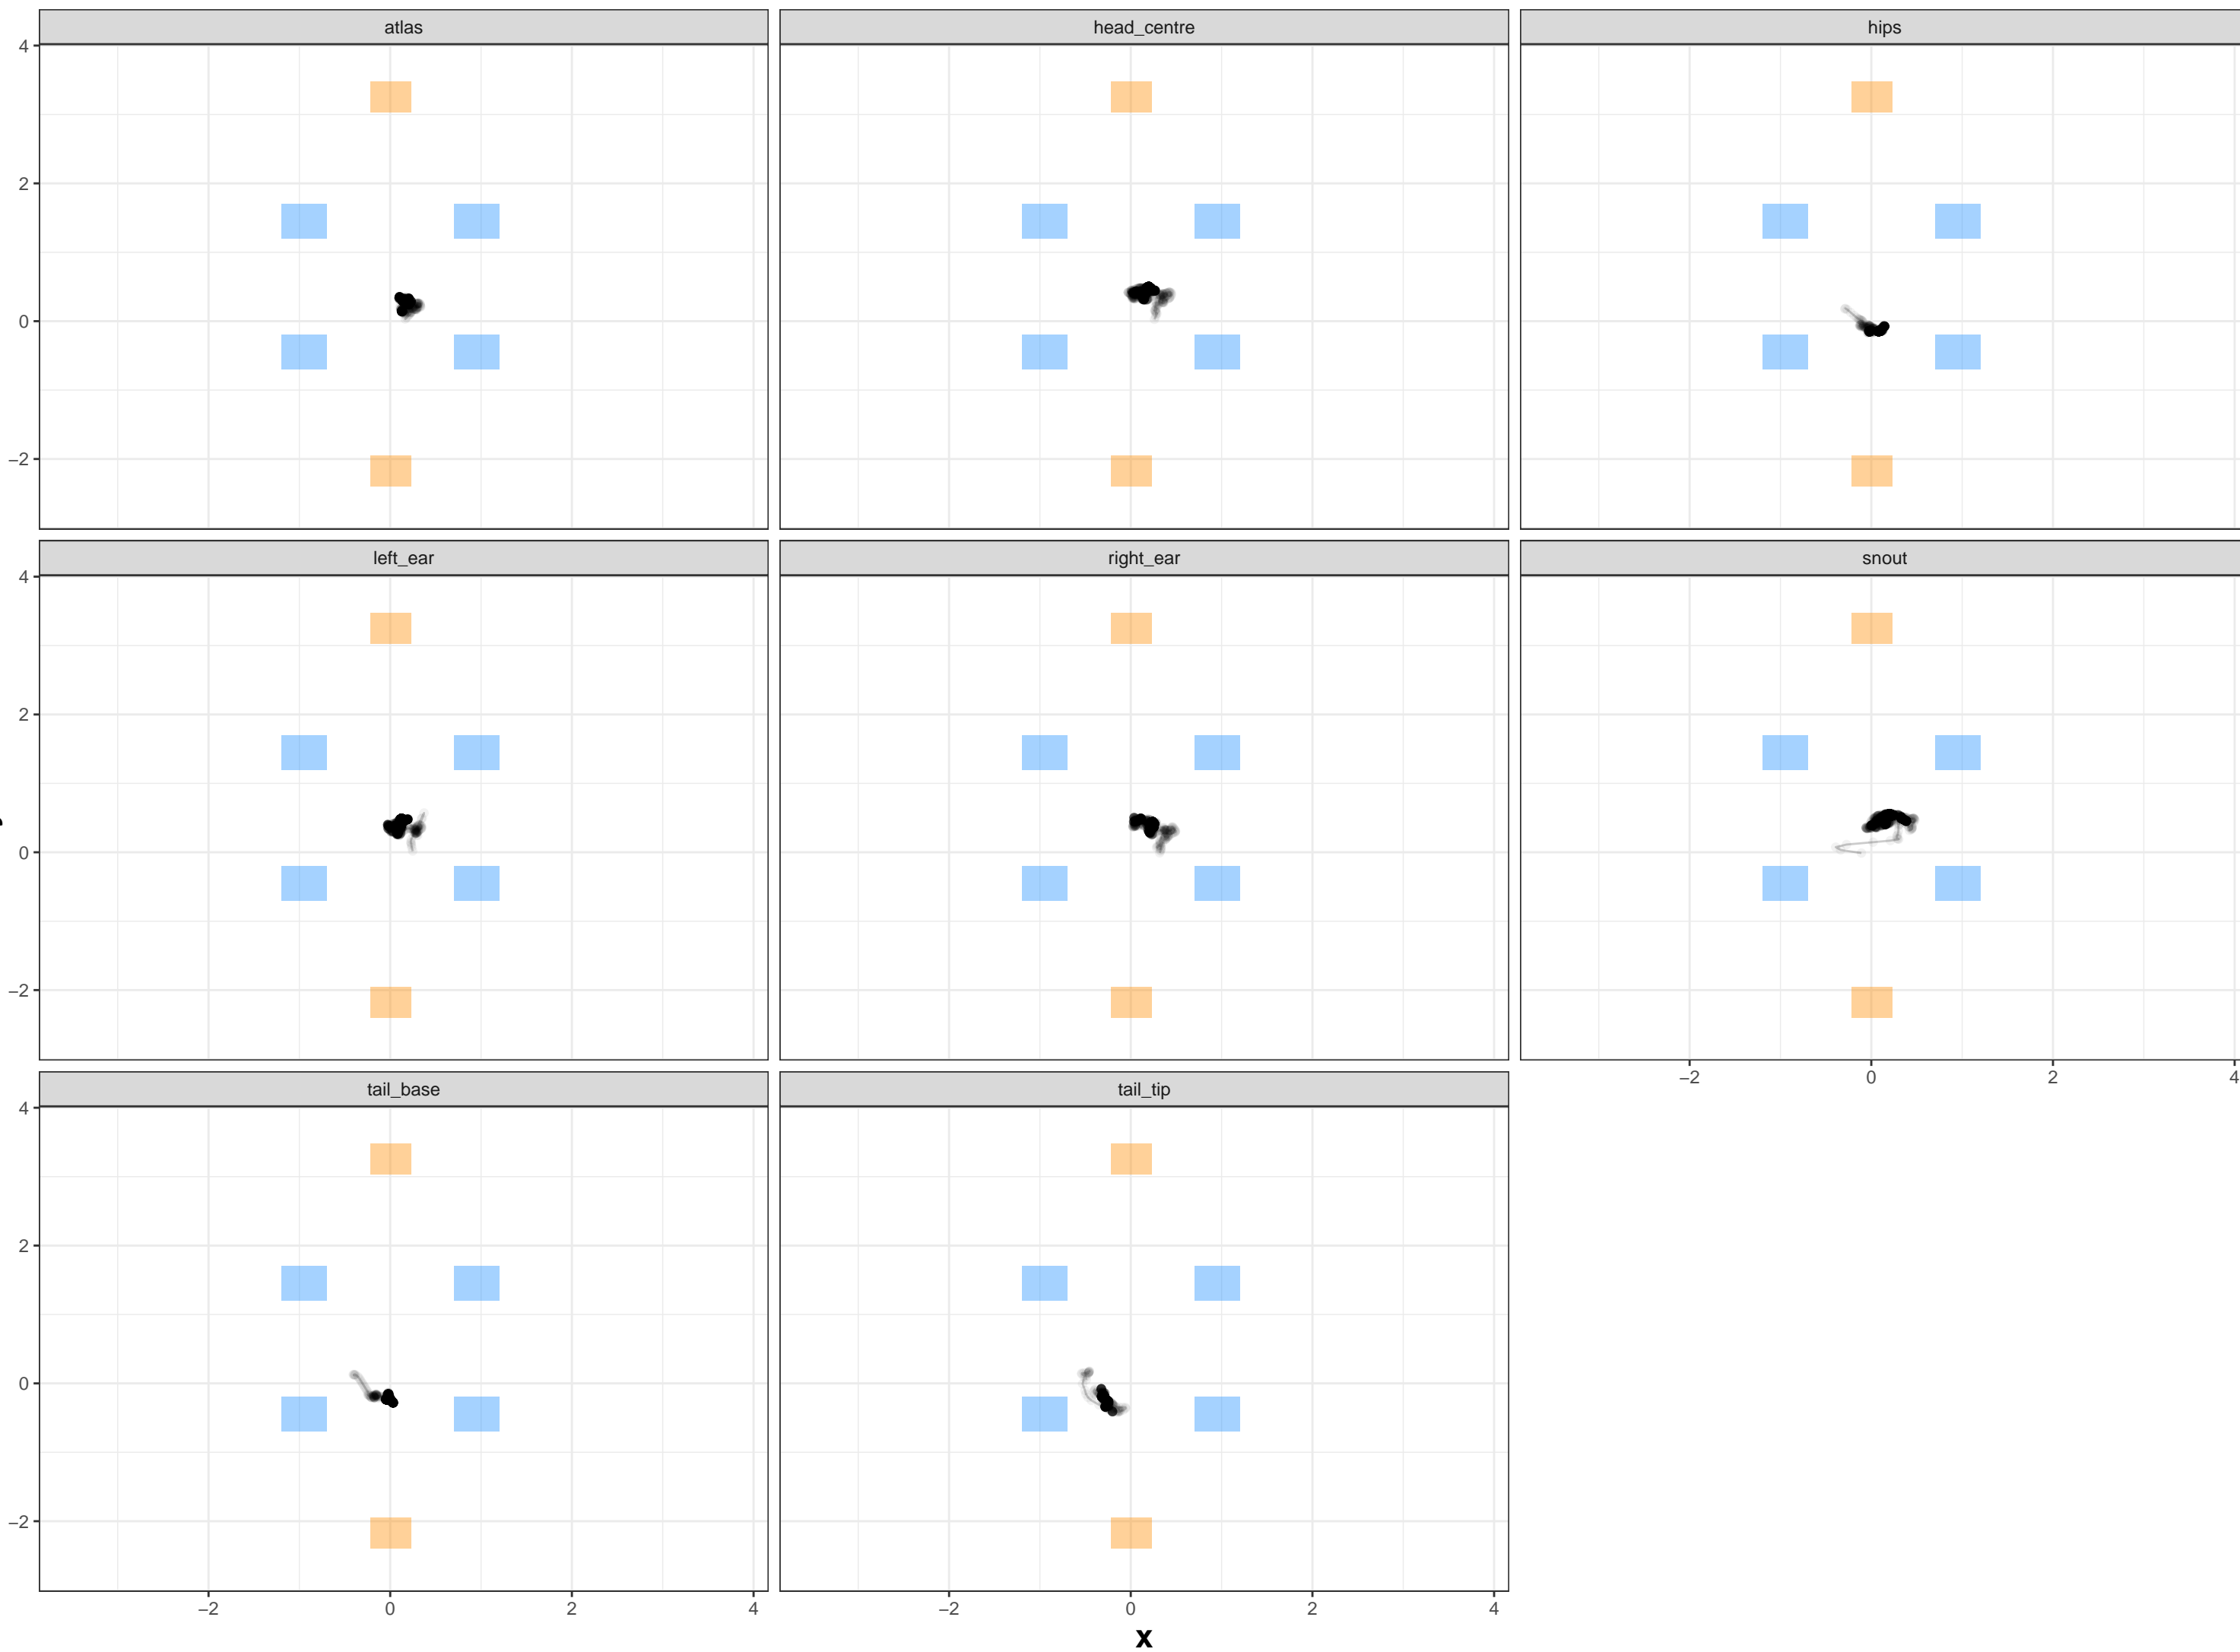 atlas head_centre hips
4
2
0
−2
left_ear right_ear snout
4
2
0
−2
−2 0 2 4
tail_base tail_tip
4
2
0
−2
−2 0 2 4 −2 0 2 4
x